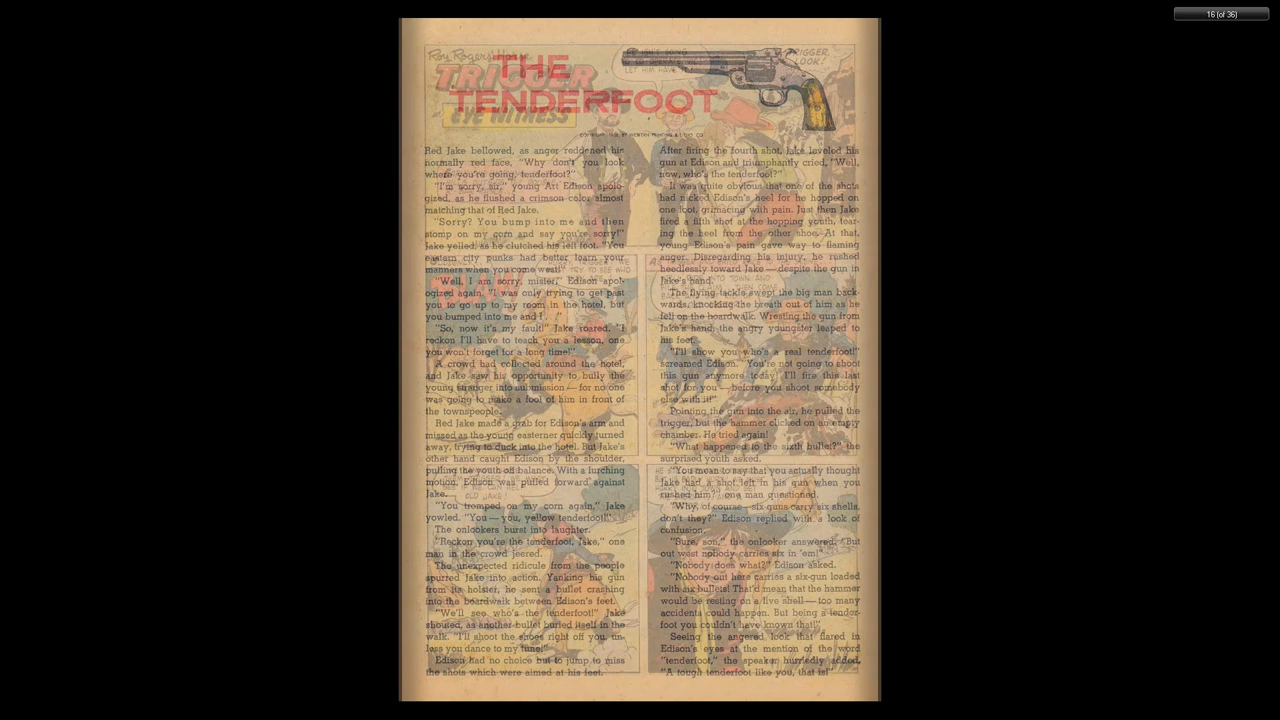 16 (of 36)
Roy Rogers' Horse
TRIGGER
EYE WITNESS
TRIGGER,
LOOK!
LET HIM HAVE
THE
TENDERFOOT
Red Jake bellowed, as anger reddened his
normally red face, "Why don't you look
where you're going, tenderfoot?"
"I'm sorry, sir," young Art Edison apolo-
gized, as he flushed a crimson color almost
matching that of Red Jake.
"Sorry? You bump into me and then
stomp on my corn and say you're sorry!"
Jake yelled, as he clutched his left foot. "You
eastern city punks had better learn your
manners when you come west!"
"Well, I am sorry, mister," Edison apol-
ogized again. "I was only trying to get past
you to go up to my room in the hotel, but
you bumped into me and I . . ."
"So, now it's my fault!" Jake roared. "I
reckon I'll have to teach you a lesson, one
you won't forget for a long time!"
A crowd had collected around the hotel,
and Jake saw his opportunity to bully the
young stranger into submission — for no one
was going to make a fool of him in front of
the townspeople.
Red Jake made a grab for Edison's arm and
missed as the young easterner quickly turned
away, trying to duck into the hotel. But Jake's
other hand caught Edison by the shoulder,
pulling the youth off balance. With a lurching
motion, Edison was pulled forward against
Jake.
"You tromped on my corn again," Jake
yowled. "You — you, yellow tenderfoot!"
The onlookers burst into laughter.
"Reckon you're the tenderfoot, Jake," one
man in the crowd jeered.
The unexpected ridicule from the people
spurred Jake into action. Yanking his gun
from its holster, he sent a bullet crashing
into the boardwalk between Edison's feet.
"We'll see who's the tenderfoot!" Jake
shouted, as another bullet buried itself in the
walk. "I'll shoot the shoes right off you, un-
less you dance to my tune!"
Edison had no choice but to jump to miss
the shots which were aimed at his feet.
After firing the fourth shot, Jake leveled his
gun at Edison and triumphantly cried, "Well,
now, who's the tenderfoot?"
It was quite obvious that one of the shots
had nicked Edison's heel for he hopped on
one foot, grimacing with pain. Just then Jake
fired a fifth shot at the hopping youth, tear-
ing the heel from the other shoe. At that,
young Edison's pain gave way to flaming
anger. Disregarding his injury, he rushed
heedlessly toward Jake — despite the gun in
Jake's hand.
The flying tackle swept the big man back-
wards, knocking the breath out of him as he
fell on the boardwalk. Wresting the gun from
Jake's hand, the angry youngster leaped to
his feet.
"I'll show you who's a real tenderfoot!"
screamed Edison. "You're not going to shoot
this gun anymore today! I'll fire this last
shot for you — before you shoot somebody
else with it!"
Pointing the gun into the air, he pulled the
trigger, but the hammer clicked on an empty
chamber. He tried again!
"What happened to the sixth bullet?" the
surprised youth asked.
"You mean to say that you actually thought
Jake had a shot left in his gun when you
rushed him?" one man questioned.
"Why, of course — six guns carry six shells,
don't they?" Edison replied with a look of
confusion.
"Sure, son," the onlooker answered. "But
out west nobody carries six in 'em!"
"Nobody does what?" Edison asked.
"Nobody out here carries a six-gun loaded
with six bullets! That'd mean that the hammer
would be resting on a live shell — too many
accidents could happen. But being a tender-
foot you couldn't have known that!"
Seeing the angered look that flared in
Edison's eyes at the mention of the word
"tenderfoot," the speaker hurriedly added,
"A tough tenderfoot like you, that is!"